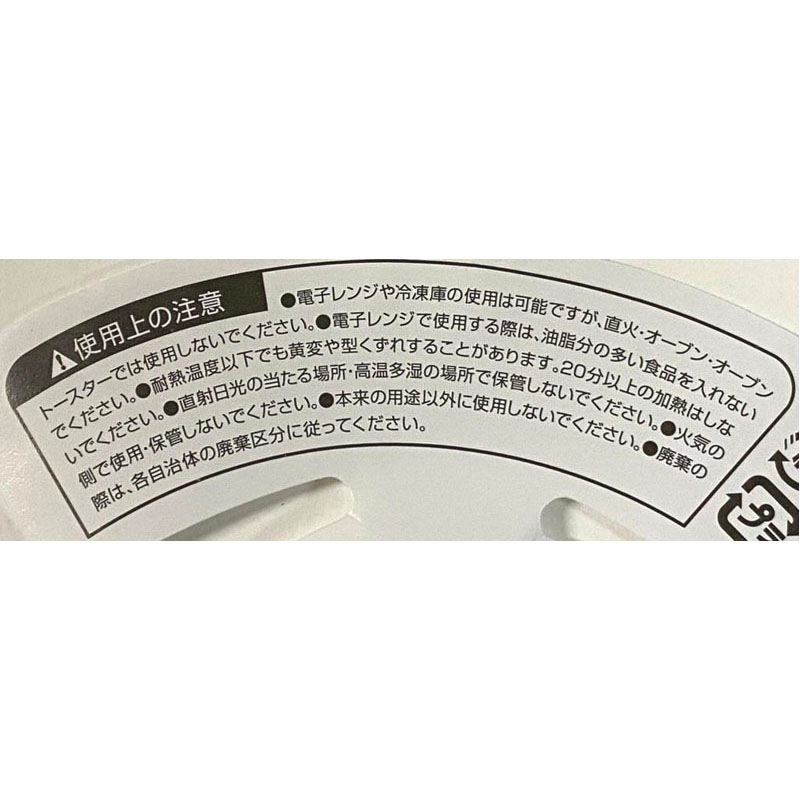 使用上の注意
●電子レンジや冷凍庫の使用は可能ですが、直火・オーブン・オーブン
トースターでは使用しないでください。●電子レンジで使用する際は、油脂分の多い食品を入れない
でください。●耐熱温度以下でも黄変や型くずれすることがあります。20分以上の加熱はしな
いでください。●直射日光の当たる場所・高温多湿の場所で保管しないでください。●火気の
側で使用・保管しないでください。●本来の用途以外に使用しないでください。●廃棄の
際は、各自治体の廃棄区分に従ってください。
プラ